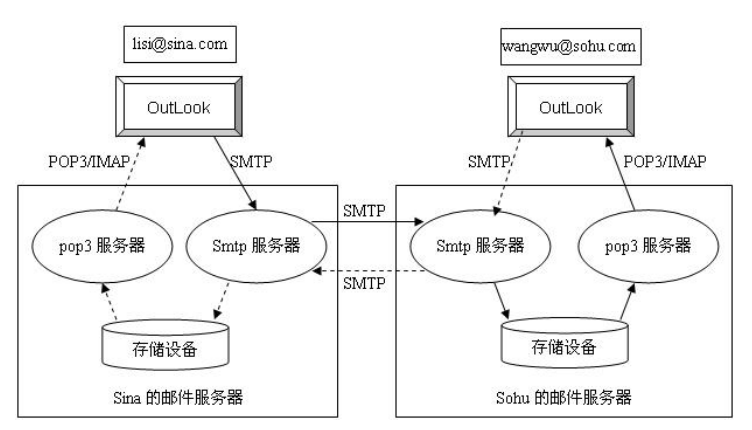 lisi@sina.com
wangwu@sohu.com
OutLook
OutLook
POP3/IMAP
SMTP
SMTP
POP3/IMAP
SMTP
pop3 服务器
Smtp 服务器
Smtp 服务器
pop3 服务器
SMTP
存储设备
存储设备
Sina 的邮件服务器
Sohu 的邮件服务器